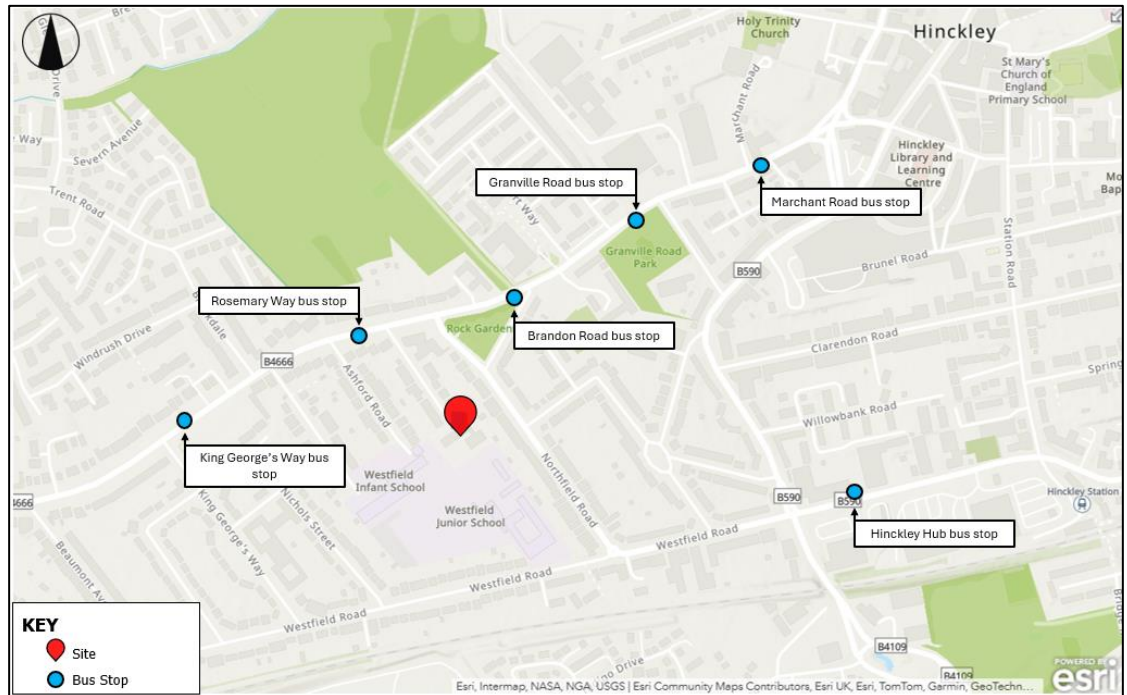 Holy Trinity
Church
Hinckley
St Mary's
Church of
England
Primary School
Drive
Way
Severn Avenue
Trent Road
Marchant Road
Hinckley
Library and
Learning
Centre
Granville Road bus stop
Marchant Road bus stop
Way
Granville Road
Park
B590
Brunel Road
Station Road
Rosemary Way bus stop
Rock Garden
Brandon Road bus stop
Windrush Drive
B4666
Clarendon Road
Ashford Road
Willowbank Road
King George's Way bus
stop
Westfield
Infant School
Northfield Road
Westfield
Junior School
King George's Way
Nichols Street
B590
B590
Hinckley Station
Westfield Road
Hinckley Hub bus stop
Beaumont Ave
Westfield Road
Westfield Road
KEY
Site
Bus Stop
B4109
B4109
POWERED BY
esri
Esri, Intermap, NASA, NGA, USGS | Esri Community Maps Contributors, Esri UK, Esri, TomTom, Garmin, GeoTechn...